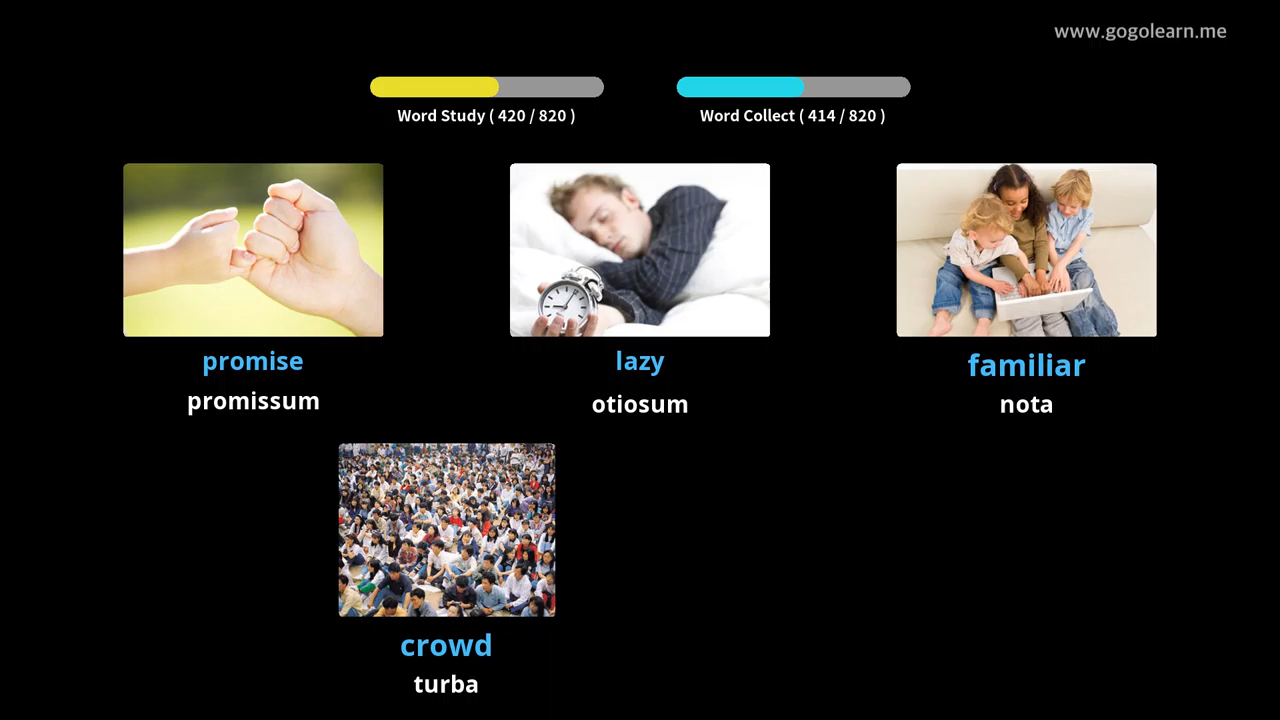 www.gogolearn.me
Word Study ( 420 / 820 )
Word Collect ( 414 / 820 )
promise
promissum
lazy
otiosum
familiar
nota
crowd
turba